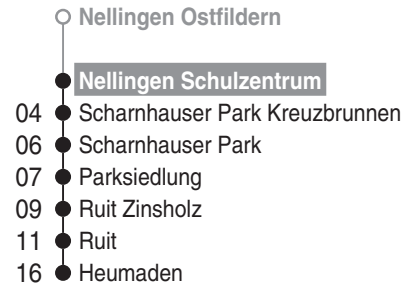 Nellingen Ostfildern
Nellingen Schulzentrum
04 Scharnhauser Park Kreuzbrunnen
06 Scharnhauser Park
07 Parksiedlung
09 Ruit Zinsholz
11 Ruit
16 Heumaden